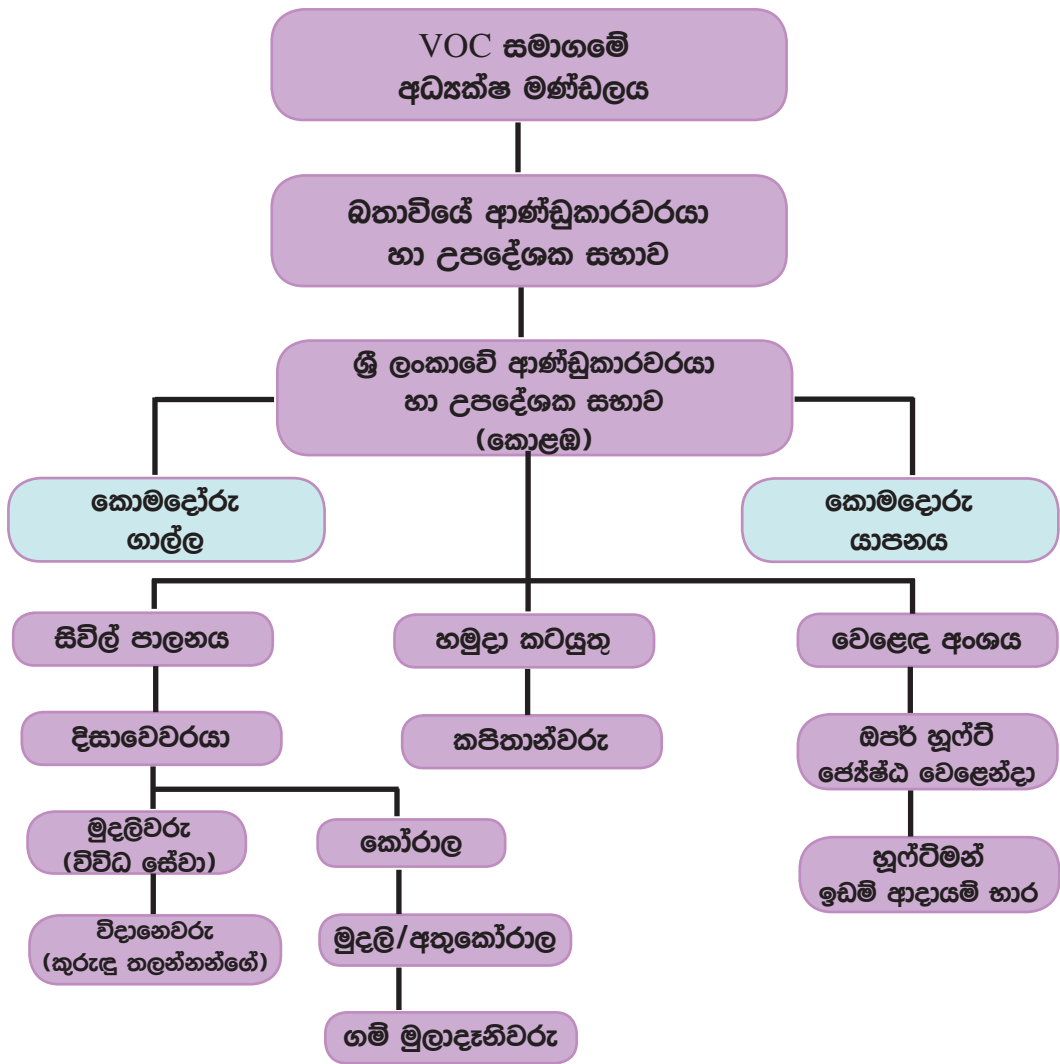 VOC සමාගමේ
අධ්‍යක්ෂ මණ්ඩලය
බතාවියේ ආණ්ඩුකාරවරයා
හා උපදේශක සභාව
ශ්‍රී ලංකාවේ ආණ්ඩුකාරවරයා
හා උපදේශක සභාව
(කොළඹ)
කොමදෝරු
ගාල්ල
කොමදොරු
යාපනය
සිවිල් පාලනය
හමුදා කටයුතු
වෙළෙඳ අංශය
දිසාවෙවරයා
කපිතාන්වරු
ඔපර් හූෆ්ට්
ජ්‍යේෂ්ඨ වෙළෙන්දා
මුදලිවරු
(විවිධ සේවා)
කෝරාල
හූෆ්ට්මන්
ඉඩම් ආදායම් භාර
විදානෙවරු
(කුරුඳු තලන්නන්ගේ)
මුදලි/අතුකෝරාල
ගම් මුලාදෑනිවරු